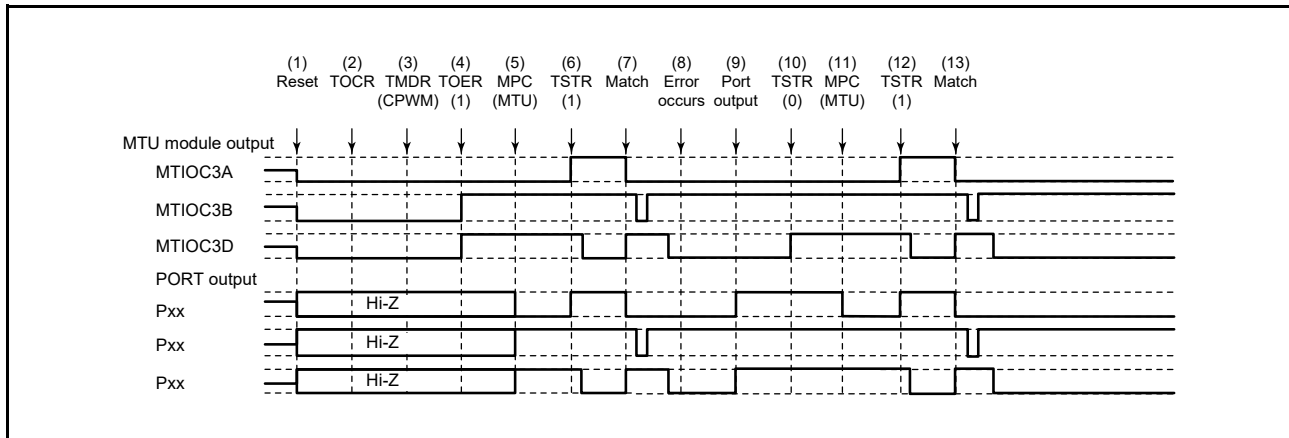 (1) (2) (3) (4) (5) (6) (7) (8) (9) (10) (11) (12) (13)
Reset TOCR TMDR TOER MPC TSTR Match Error Port TSTR MPC TSTR Match
(CPWM) (1) (MTU) (1) occurs output (0) (MTU) (1)
MTU module output
MTIOC3A
MTIOC3B
MTIOC3D
PORT output
Pxx Hi-Z
Pxx Hi-Z
Pxx Hi-Z